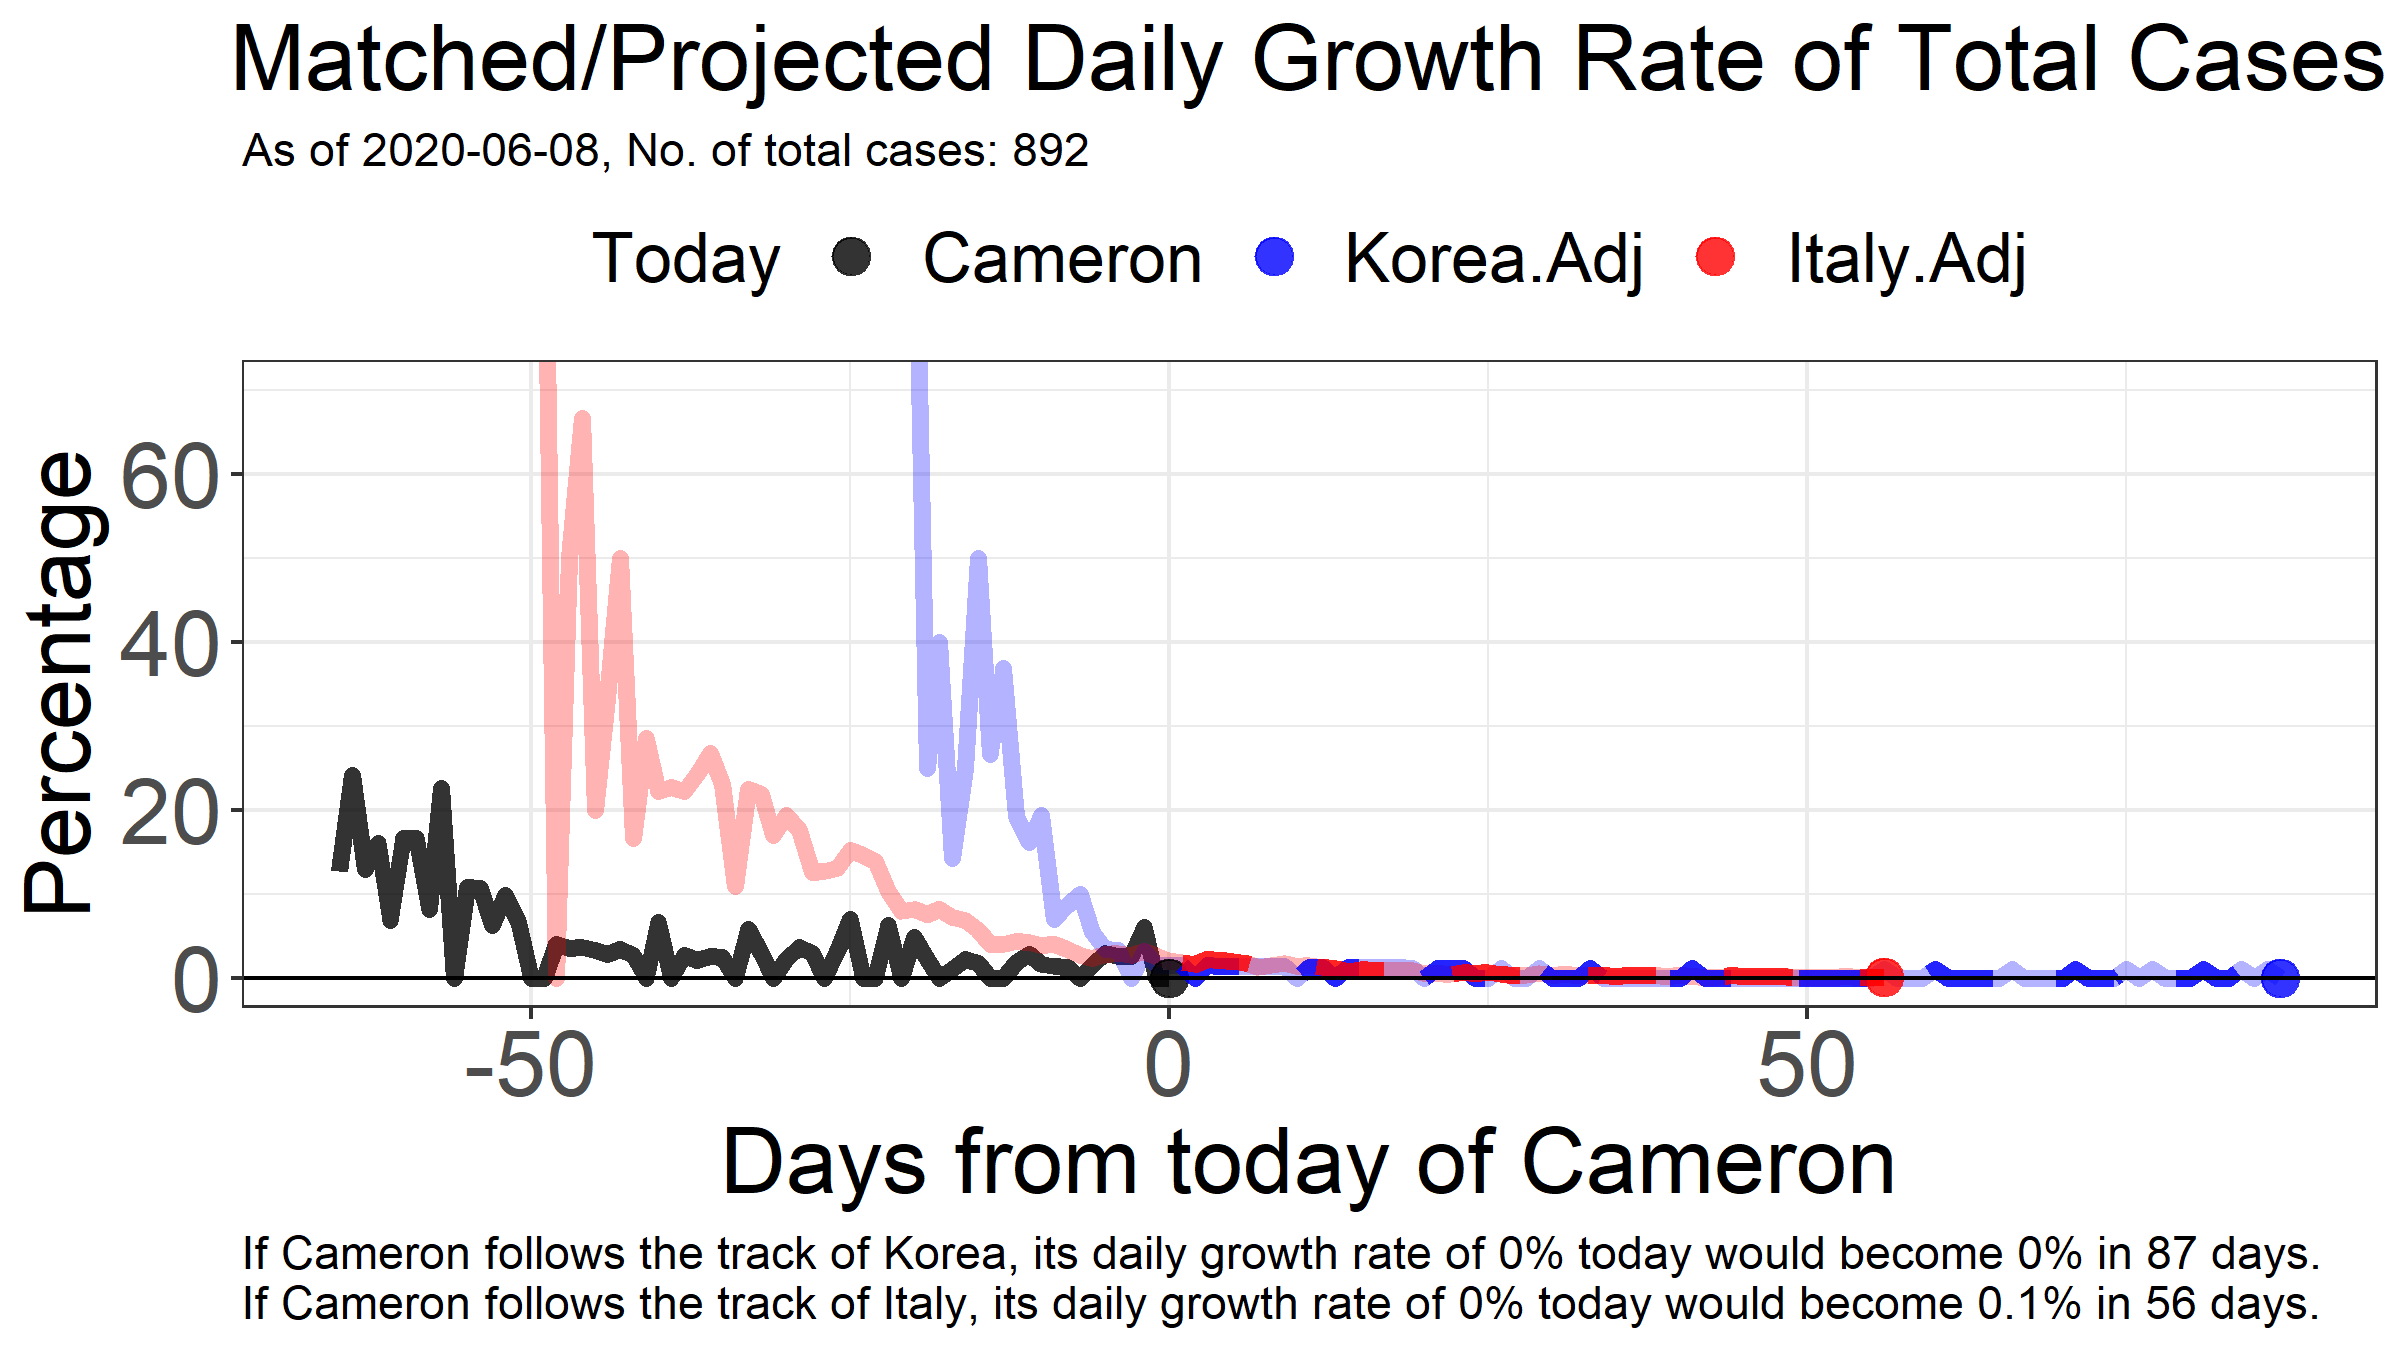 Matched/Projected Daily Growth Rate of Total Cases
As of 2020-06-08, No. of total cases: 892
Today Cameron Korea.Adj Italy.Adj
Percentage
60
40
20
0
-50 0 50
Days from today of Cameron
If Cameron follows the track of Korea, its daily growth rate of 0% today would become 0% in 87 days.
If Cameron follows the track of Italy, its daily growth rate of 0% today would become 0.1% in 56 days.